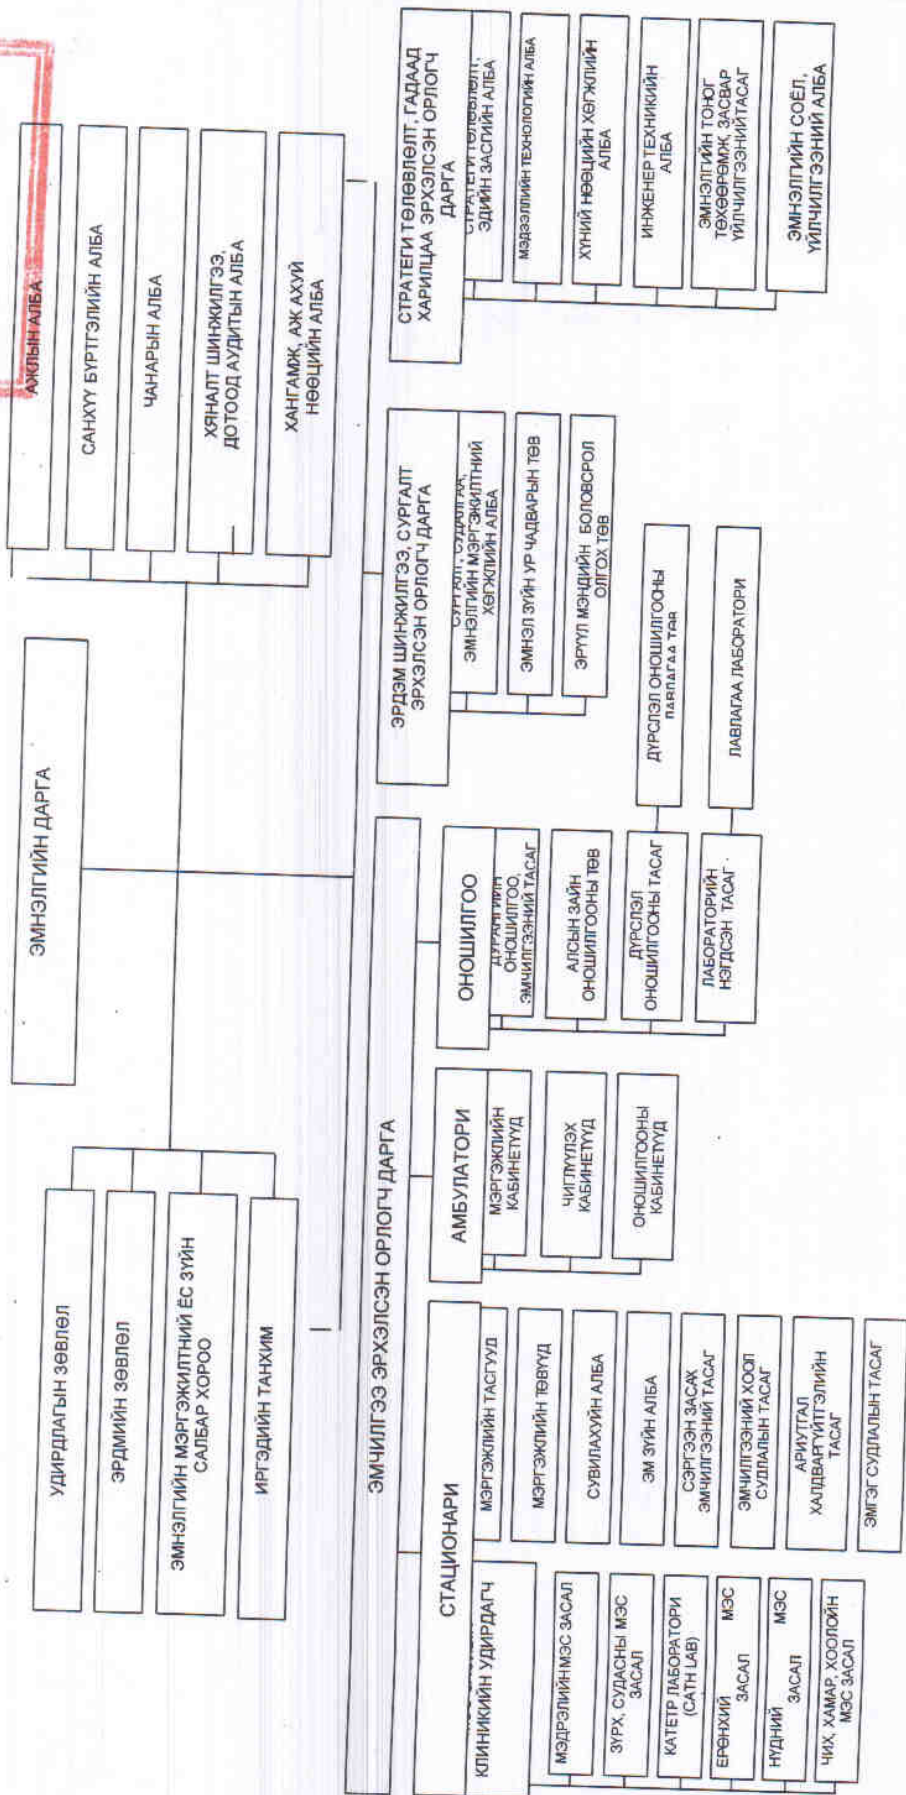 ЭМНЭЛГИЙН ДАРГА
УДИРДЛАГЫН ЗӨВЛӨЛ
ЭРДМИЙН ЗӨВЛӨЛ
ЭМНЭЛГИЙН МЭРГЭЖИЛТНИЙ ЁС ЗҮЙН
САЛБАР ХОРОО
ИРГЭДИЙН ТАНХИМ
АЖЛЫН АЛБА
САНХҮҮ БҮРТГЭЛИЙН АЛБА
ЧАНАРЫН АЛБА
ХЯНАЛТ ШИНЖИЛГЭЭ,
ДОТООД АУДИТЫН АЛБА
ХАНГАМЖ, АЖ АХУЙ
НӨӨЦИЙН АЛБА
ЭМЧИЛГЭЭ ЭРХЭЛСЭН ОРЛОГЧ ДАРГА
СТАЦИОНАРИ
КЛИНИКИЙН УДИРДАГЧ
МЭДРЭЛИЙН МЭС ЗАСАЛ
ЗҮРХ, СУДАСНЫ МЭС
ЗАСАЛ
КАТЕТР ЛАБОРАТОРИ
(CATH LAB)
ЕРӨНХИЙ МЭС
ЗАСАЛ
НҮДНИЙ МЭС
ЗАСАЛ
ЧИХ, ХАМАР, ХООЛОЙН
МЭС ЗАСАЛ
МЭРГЭЖЛИЙН ТАСГУУД
МЭРГЭЖЛИЙН ТӨВҮҮД
СУВИЛАХУЙН АЛБА
ЭМ ЗҮЙН АЛБА
СЭРГЭЭН ЗАСАХ
ЭМЧИЛГЭЭНИЙ ТАСАГ
ЭМЧИЛГЭЭНИЙ ХООЛ
СУДЛАЛЫН ТАСАГ
АРИУТГАЛ
ХАЛДВАРГҮЙТГЭЛИЙН
ТАСАГ
ЭМГЭГ СУДЛАЛЫН ТАСАГ
АМБУЛАТОРИ
МЭРГЭЖЛИЙН
КАБИНЕТУУД
ЧИГЛҮҮЛЭХ
КАБИНЕТУУД
ОНОШИЛГООНЫ
КАБИНЕТУУД
ОНОШИЛГОО
ДУРАНГИЙН
ОНОШИЛГОО,
ЭМЧИЛГЭЭНИЙ ТАСАГ
АЛСЫН ЗАЙН
ОНОШИЛГООНЫ ТӨВ
ДҮРСЛЭЛ
ОНОШИЛГООНЫ ТАСАГ
ЛАБОРАТОРИЙН
НЭГДСЭН ТАСАГ .
ДҮРСЛЭЛ ОНОШИЛГООНЫ
ЛАВЛАГАА ТӨВ
ЛАВЛАГАА ЛАБОРАТОРИ
ЭРДЭМ ШИНЖИЛГЭЭ, СУРГАЛТ
ЭРХЭЛСЭН ОРЛОГЧ ДАРГА
СУРГАЛТ, СУДАЛГАА,
ЭМНЭЛГИЙН МЭРГЭЖИЛТНИЙ
ХӨГЖЛИЙН АЛБА
ЭМНЭЛ ЗҮЙН УР ЧАДВАРЫН ТӨВ
ЭРҮҮЛ МЭНДИЙН БОЛОВСРОЛ
ОЛГОХ ТӨВ
СТРАТЕГИ ТӨЛӨВЛӨЛТ, ГАДААД
ХАРИЛЦАА ЭРХЭЛСЭН ОРЛОГЧ
ДАРГА
СТРАТЕГИ ТӨЛӨВЛӨЛТ,
ЭДИЙН ЗАСГИЙН АЛБА
МЭДЭЭЛЛИЙН ТЕХНОЛОГИЙН АЛБА
ХҮНИЙ НӨӨЦИЙН ХӨГЖЛИЙН
АЛБА
ИНЖЕНЕР ТЕХНИКИЙН
АЛБА
ЭМНЭЛГИЙН ТОНОГ
ТӨХӨӨРӨМЖ, ЗАСВАР
ҮЙЛЧИЛГЭЭНИЙ ТАСАГ
ЭМНЭЛГИЙН СОЁЛ,
ҮЙЛЧИЛГЭЭНИЙ АЛБА